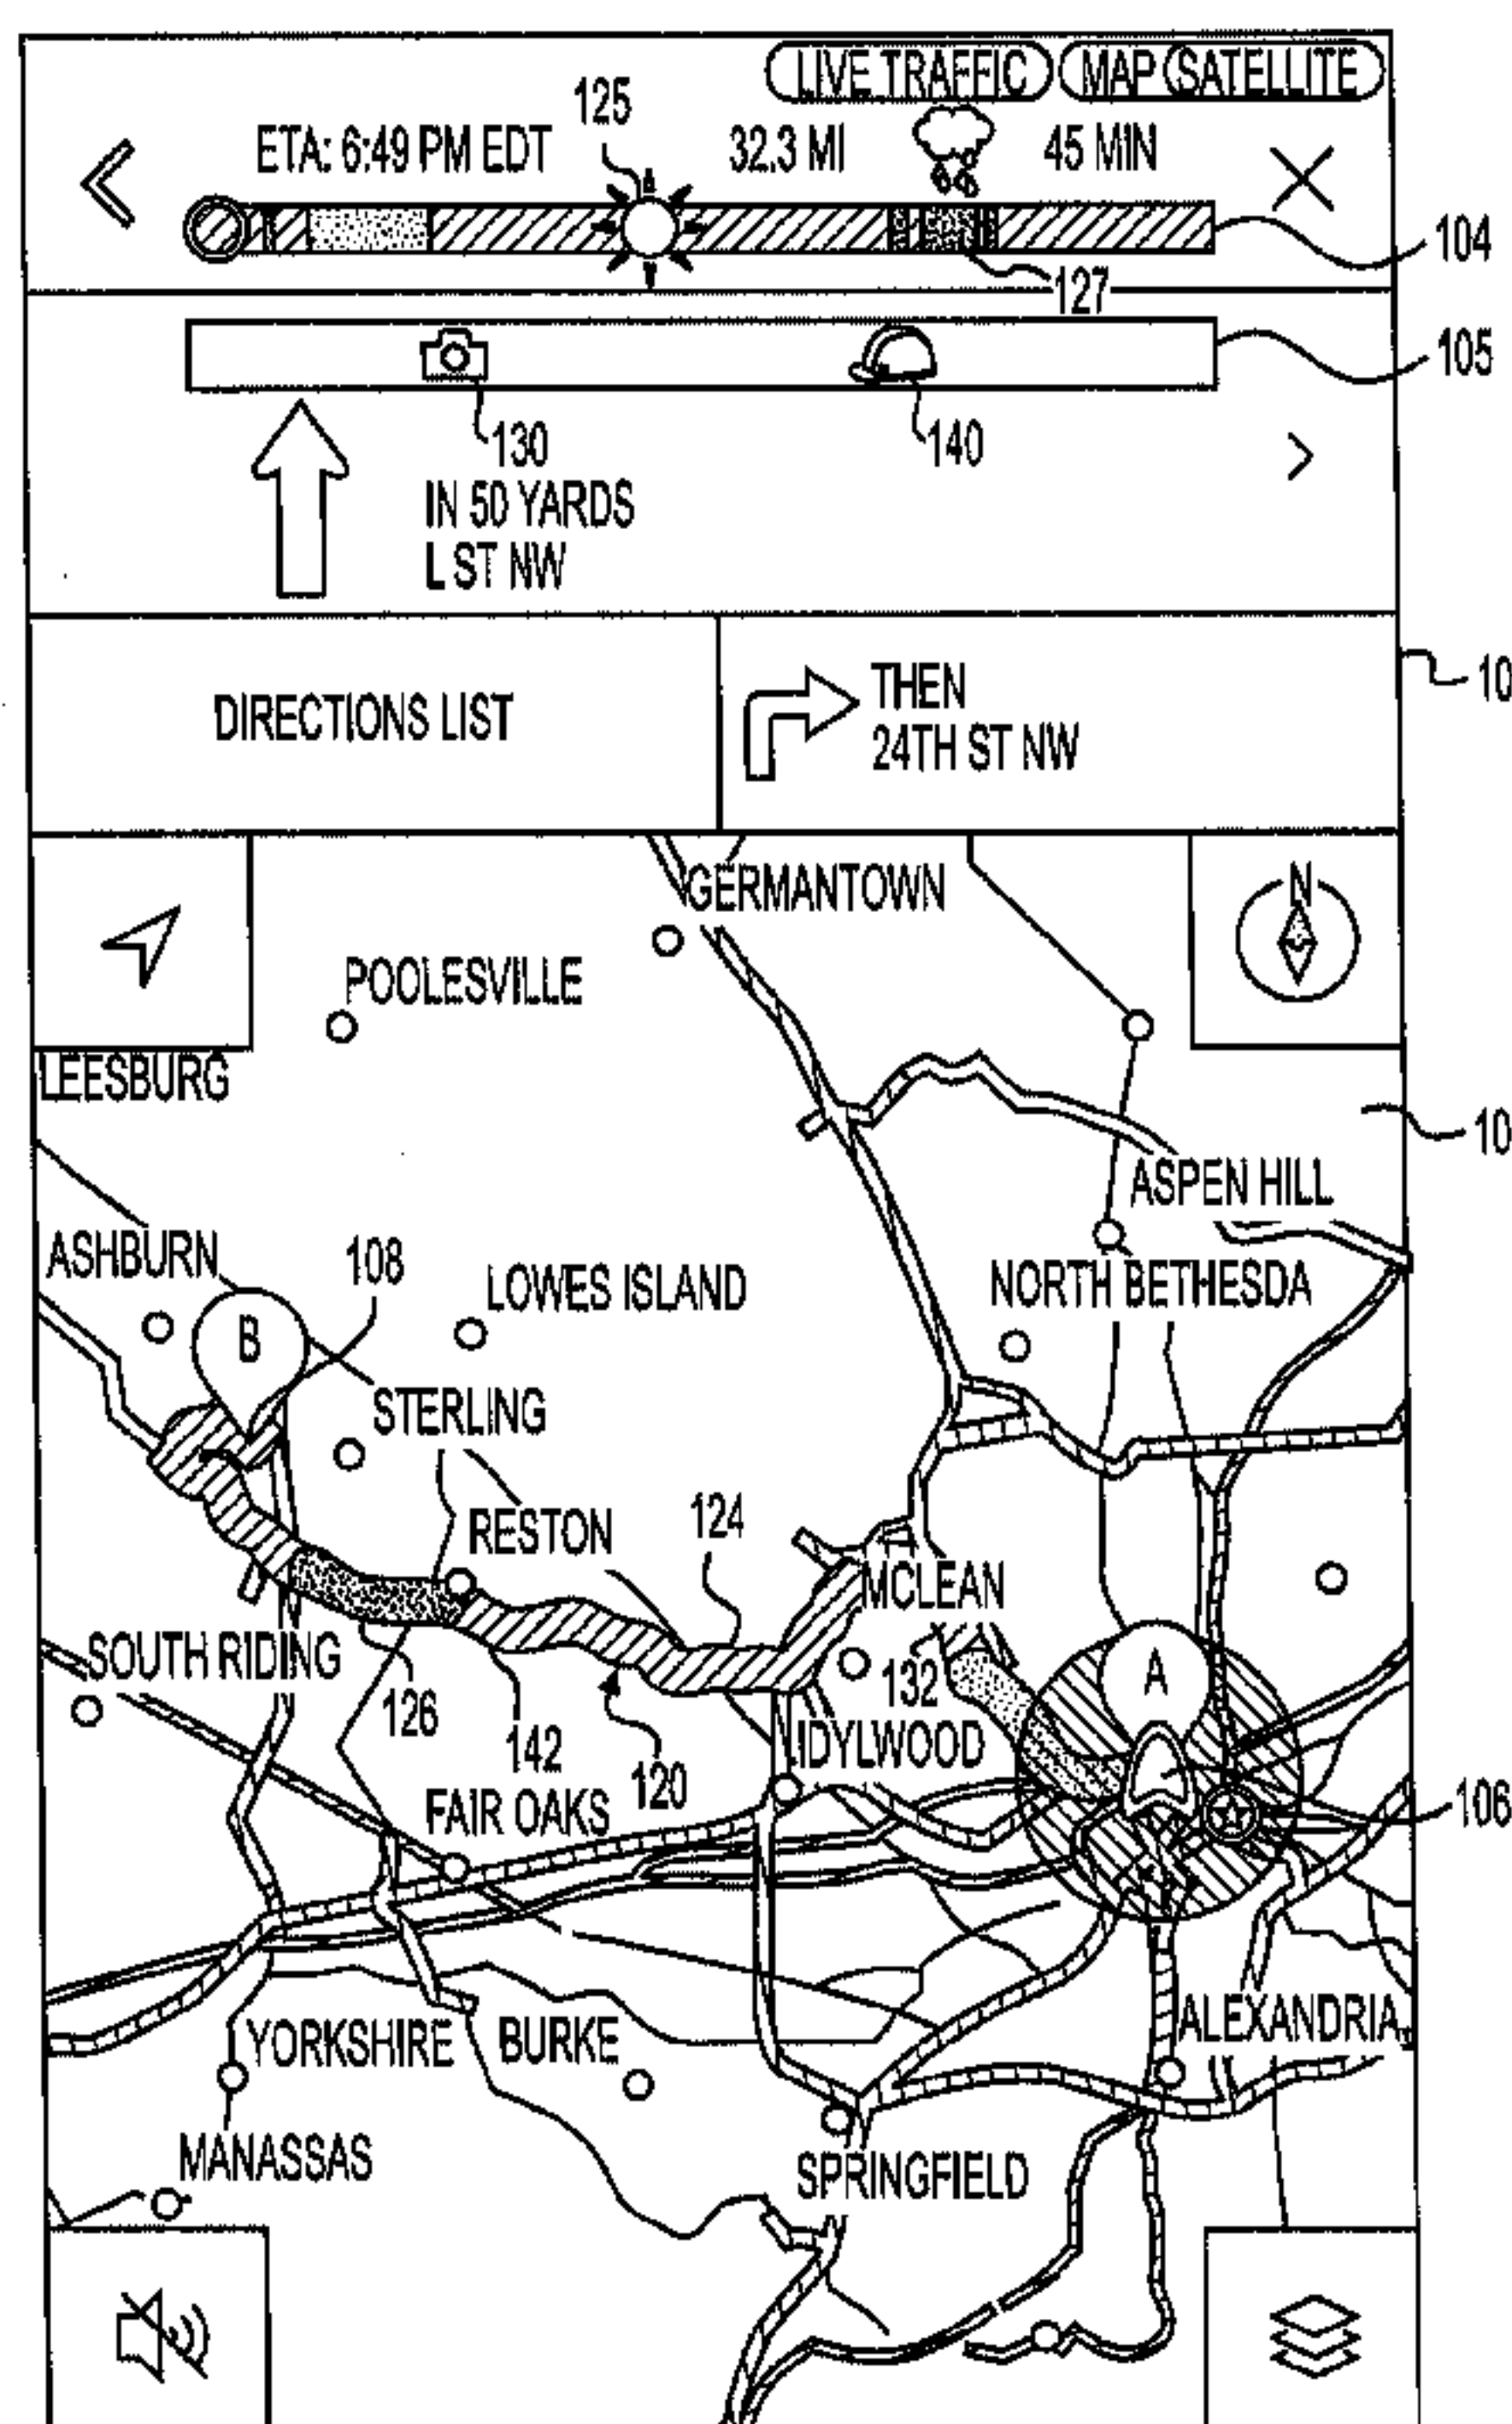 LIVE TRAFFIC MAP SATELLITE
125
ETA: 6:49 PM EDT 32.3 MI 45 MIN
104
127
105
130 140
IN 50 YARDS
L ST NW
10
DIRECTIONS LIST
THEN
24TH ST NW
GERMANTOWN
N
POOLESVILLE
LEESBURG
10
ASPEN HILL
ASHBURN 108
LOWES ISLAND NORTH BETHESDA
B
STERLING
RESTON 124
MCLEAN
SOUTH RIDING
A
126 142 120 132
IDYLWOOD
FAIR OAKS
106
ALEXANDRIA
YORKSHIRE BURKE
MANASSAS
SPRINGFIELD